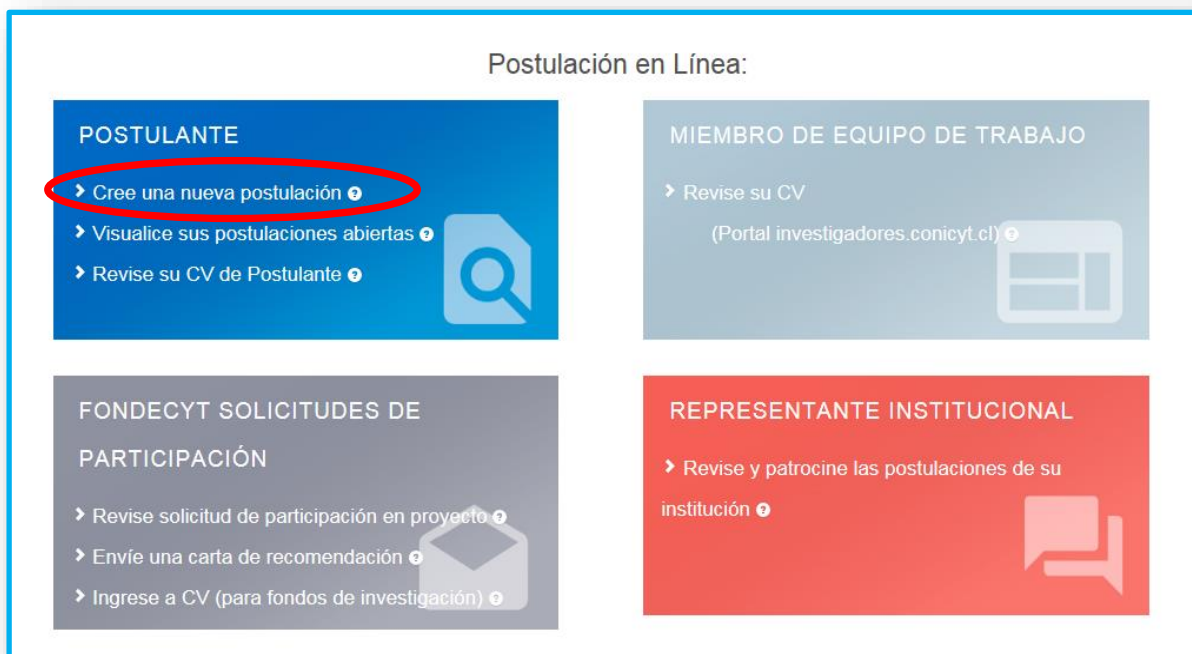 Postulación en Línea:
POSTULANTE
Cree una nueva postulación ?
Visualice sus postulaciones abiertas ?
Revise su CV de Postulante ?
MIEMBRO DE EQUIPO DE TRABAJO
Revise su CV
(Portal investigadores.conicyt.cl) ?
FONDECYT SOLICITUDES DE
PARTICIPACIÓN
Revise solicitud de participación en proyecto ?
Envíe una carta de recomendación ?
Ingrese a CV (para fondos de investigación) ?
REPRESENTANTE INSTITUCIONAL
Revise y patrocine las postulaciones de su
institución ?